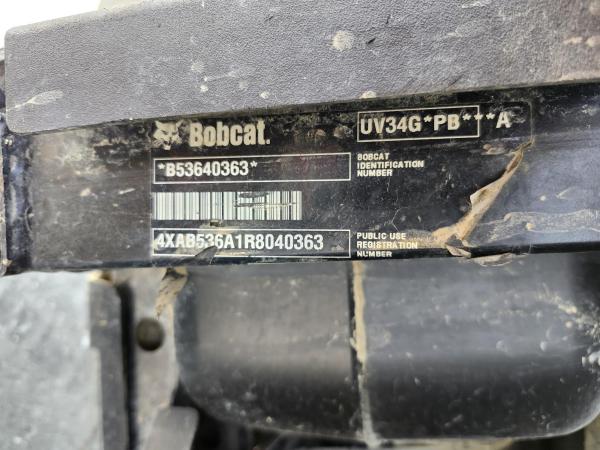 Bobcat.
UV34G*PB***A
*B53640363*
BOBCAT
IDENTIFICATION
NUMBER
4XAB536A1R8040363
PUBLIC USE
REGISTRATION
NUMBER